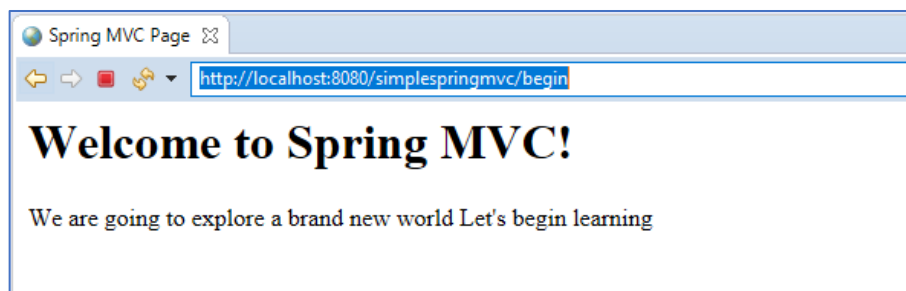 Spring MVC Page
http://localhost:8080/simplespringmvc/begin
Welcome to Spring MVC!
We are going to explore a brand new world Let's begin learning